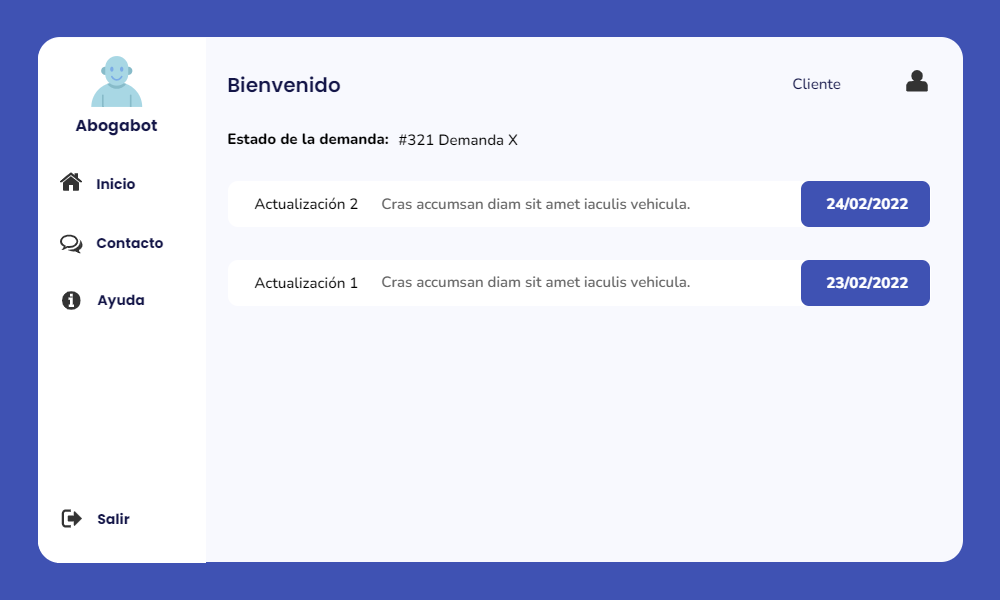 Abogabot
Inicio
Contacto
Ayuda
Salir
Bienvenido
Cliente
Estado de la demanda: #321 Demanda X
Actualización 2 Cras accumsan diam sit amet iaculis vehicula. 24/02/2022
Actualización 1 Cras accumsan diam sit amet iaculis vehicula. 23/02/2022